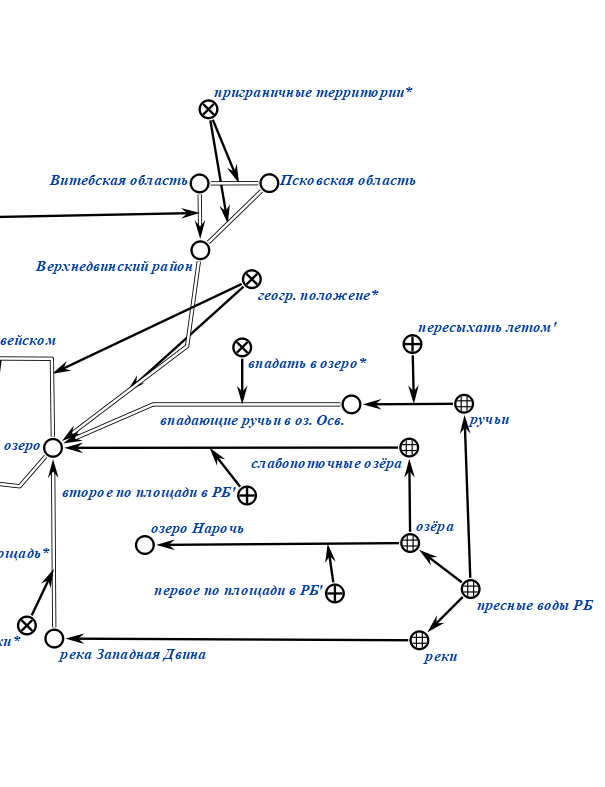 приграничные территории*
Витебская область
Псковская область
Верхнедвинский район
геогр. положение*
пересыхать летом'
вейском
впадать в озеро*
впадающие ручьи в оз. Осв.
ручьи
озеро
слабопоточные озёра
второе по площади в РБ'
озеро Нарочь
озёра
ощадь*
первое по площади в РБ'
пресные воды РБ
ки*
река Западная Двина
реки